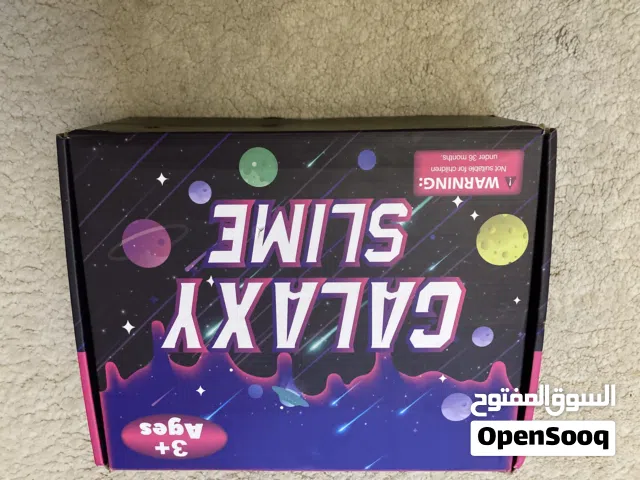 GALAXY
SLIME
⚠ WARNING:
Not suitable for children
under 36 months.
3+
Ages
السوق المفتوح
OpenSooq